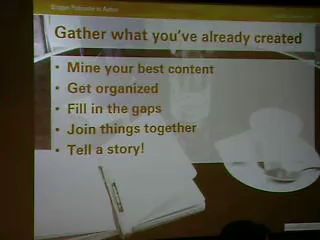 Gather what you've already created
• Mine your best content
• Get organized
• Fill in the gaps
• Join things together
• Tell a story!